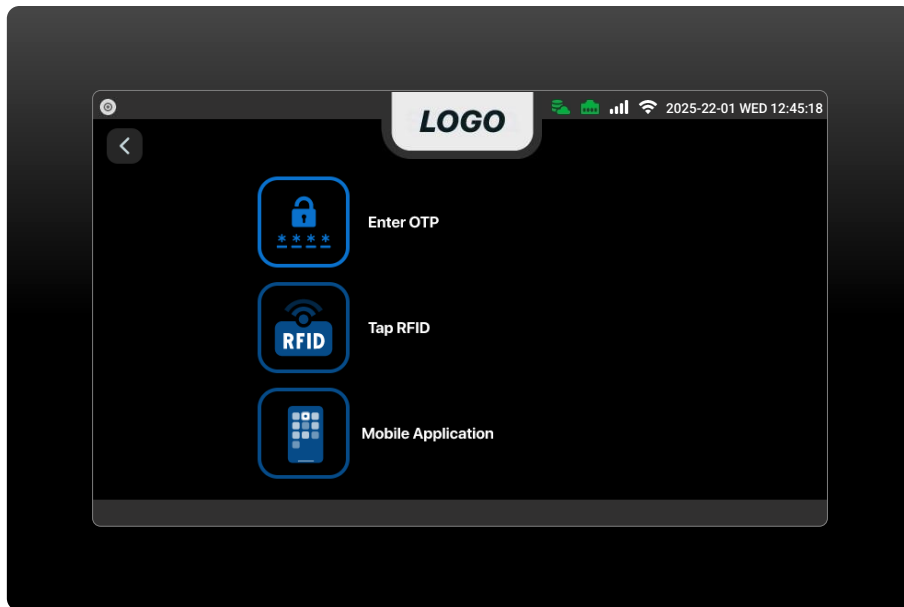 LOGO
2025-22-01 WED 12:45:18
* * * *
Enter OTP
RFID
Tap RFID
Mobile Application